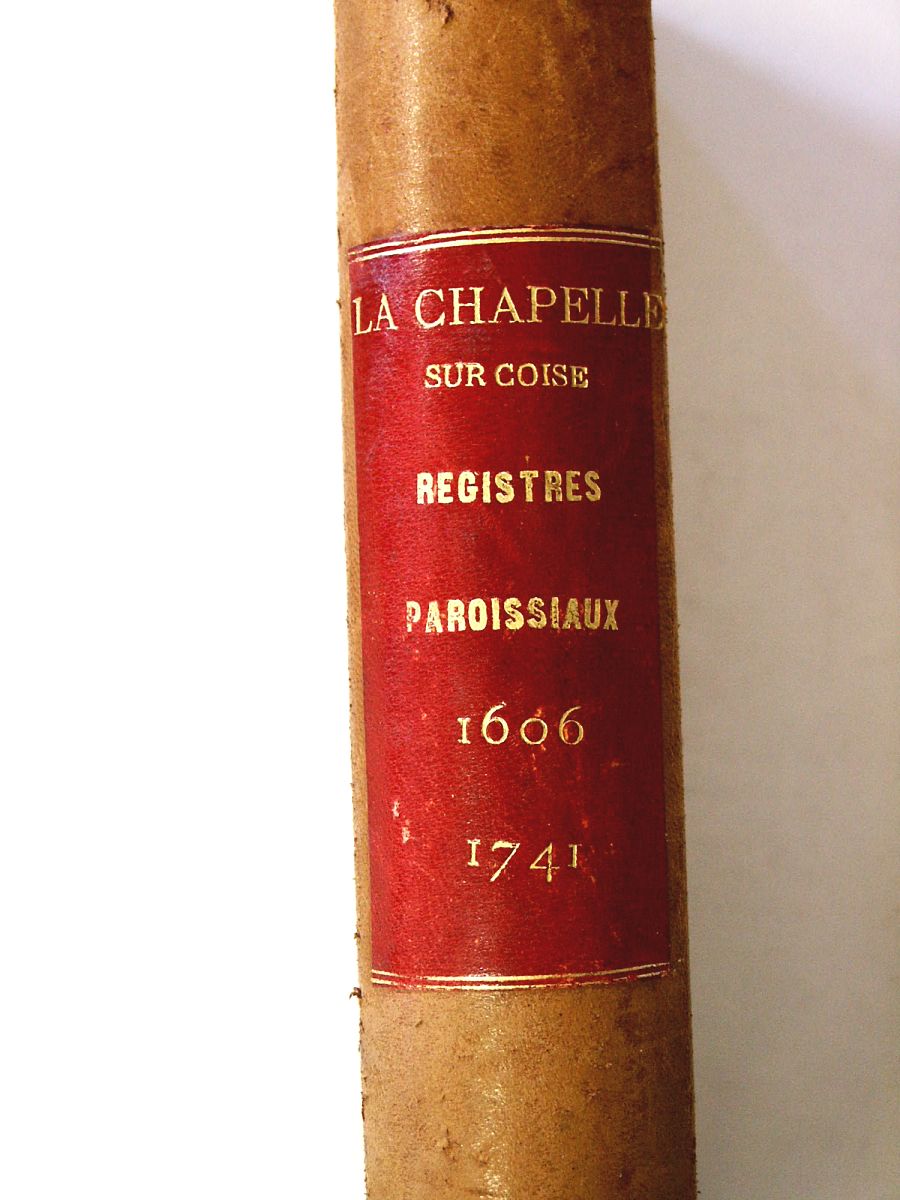 LA CHAPELLE
SUR COISE
REGISTRES
PAROISSIAUX
1606
1741